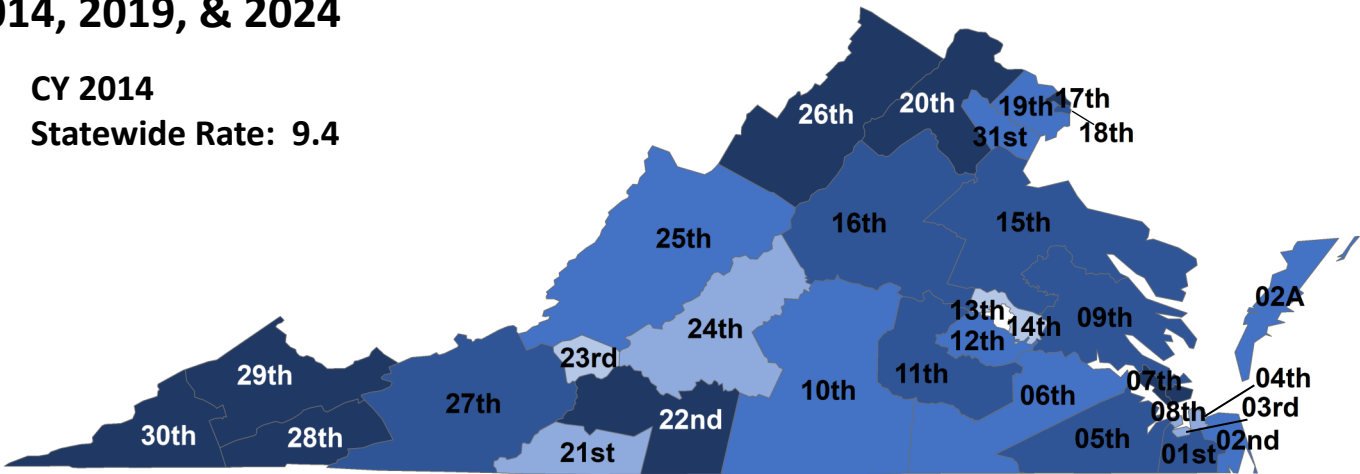 014, 2019, & 2024
CY 2014
Statewide Rate: 9.4
26th
20th
19th
17th
18th
31st
25th
16th
15th
02A
24th
13th
14th
12th
09th
23rd
29th
27th
10th
11th
06th
07th
04th
08th
03rd
30th
28th
22nd
21st
05th
01st
02nd